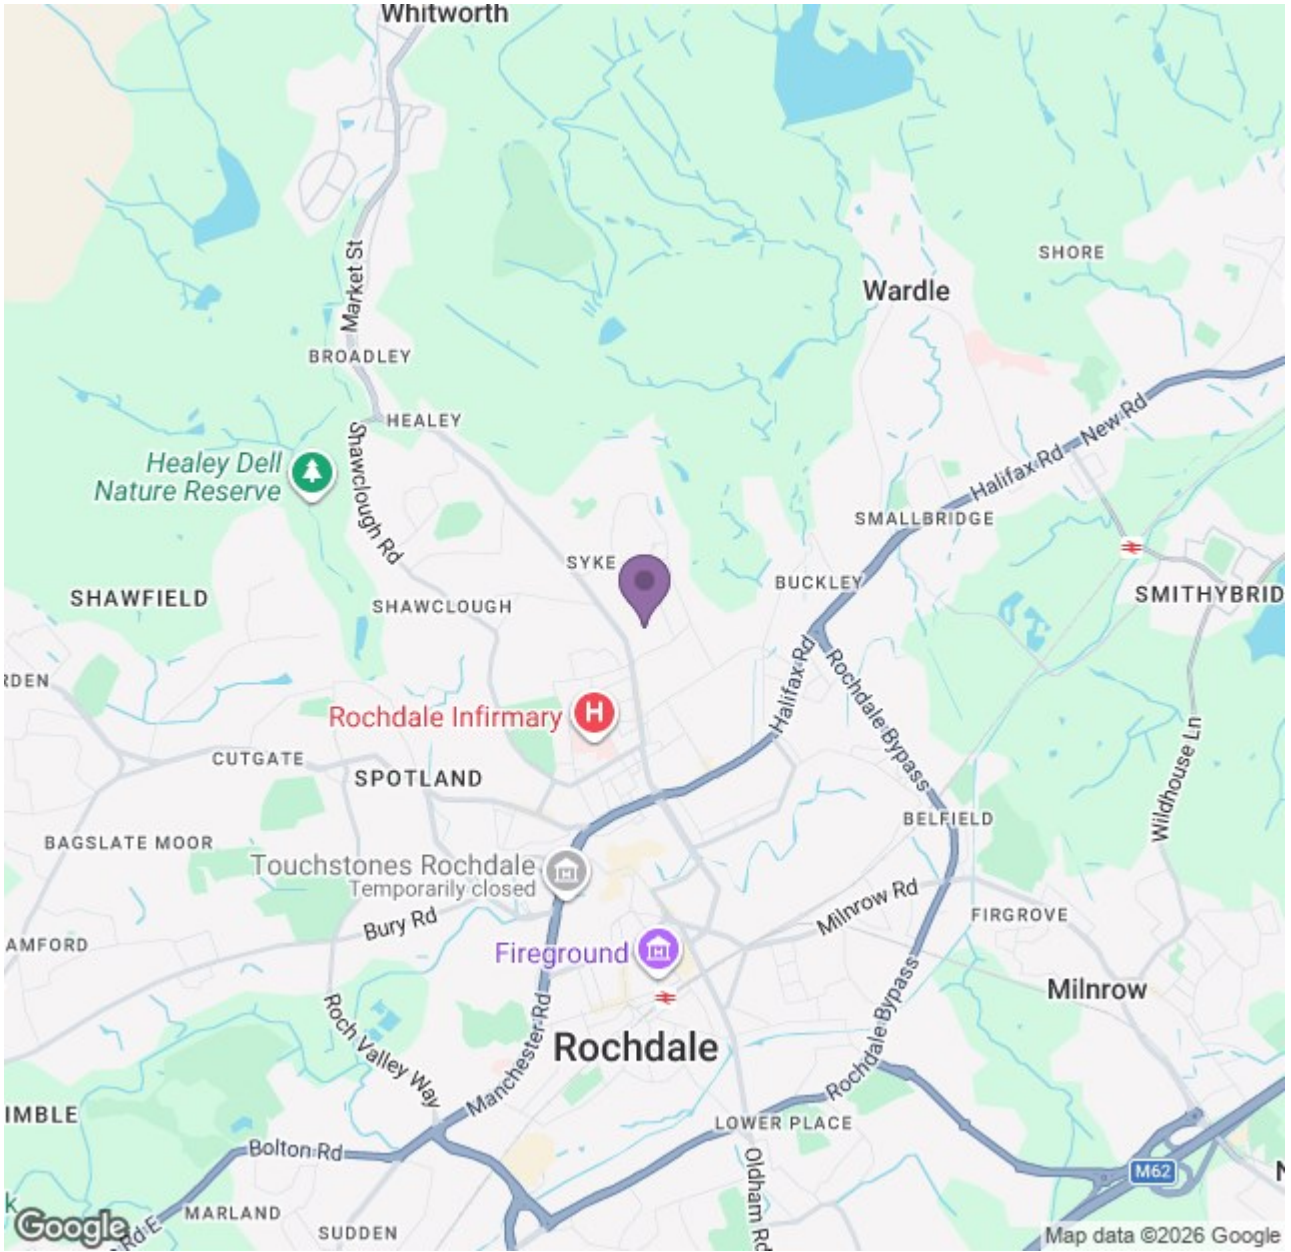 Whitworth
Market St
SHORE
Wardle
BROADLEY
HEALEY
Halifax Rd - New Rd
Healey Dell
Nature Reserve
Shawclough Rd
SMALLBRIDGE
SYKE
BUCKLEY
SHAWFIELD
SHAWCLOUGH
SMITHYBRID
Halifax Rd
Rochdale Bypass
RDEN
H
Rochdale Infirmary
Wildhouse Ln
CUTGATE
SPOTLAND
BELFIELD
BAGSLATE MOOR
Touchstones Rochdale
Temporarily closed
Milnrow Rd
Bury Rd
FIRGROVE
AMFORD
Fireground
Rochdale Bypass
Milnrow
Roch Valley Way
Manchester Rd
Rochdale
Rochdale Bypass
IMBLE
LOWER PLACE
Bolton Rd
Oldham Rd
M62
N
k
MARLAND
SUDDEN
Google
Rd E
Map data ©2026 Google